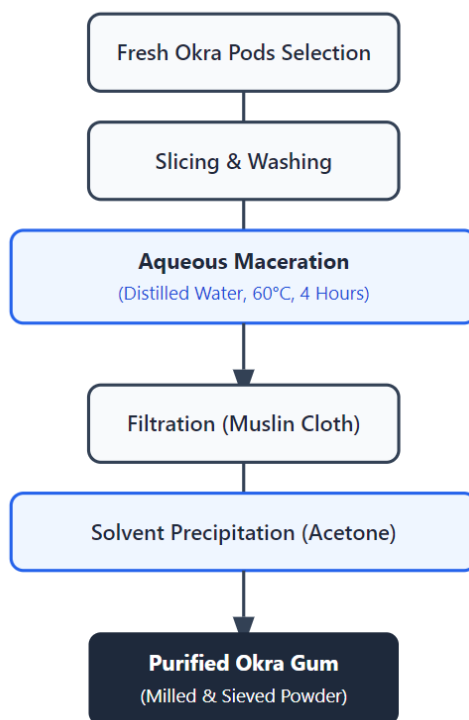 Fresh Okra Pods Selection
Slicing & Washing
Aqueous Maceration
(Distilled Water, 60°C, 4 Hours)
Filtration (Muslin Cloth)
Solvent Precipitation (Acetone)
Purified Okra Gum
(Milled & Sieved Powder)